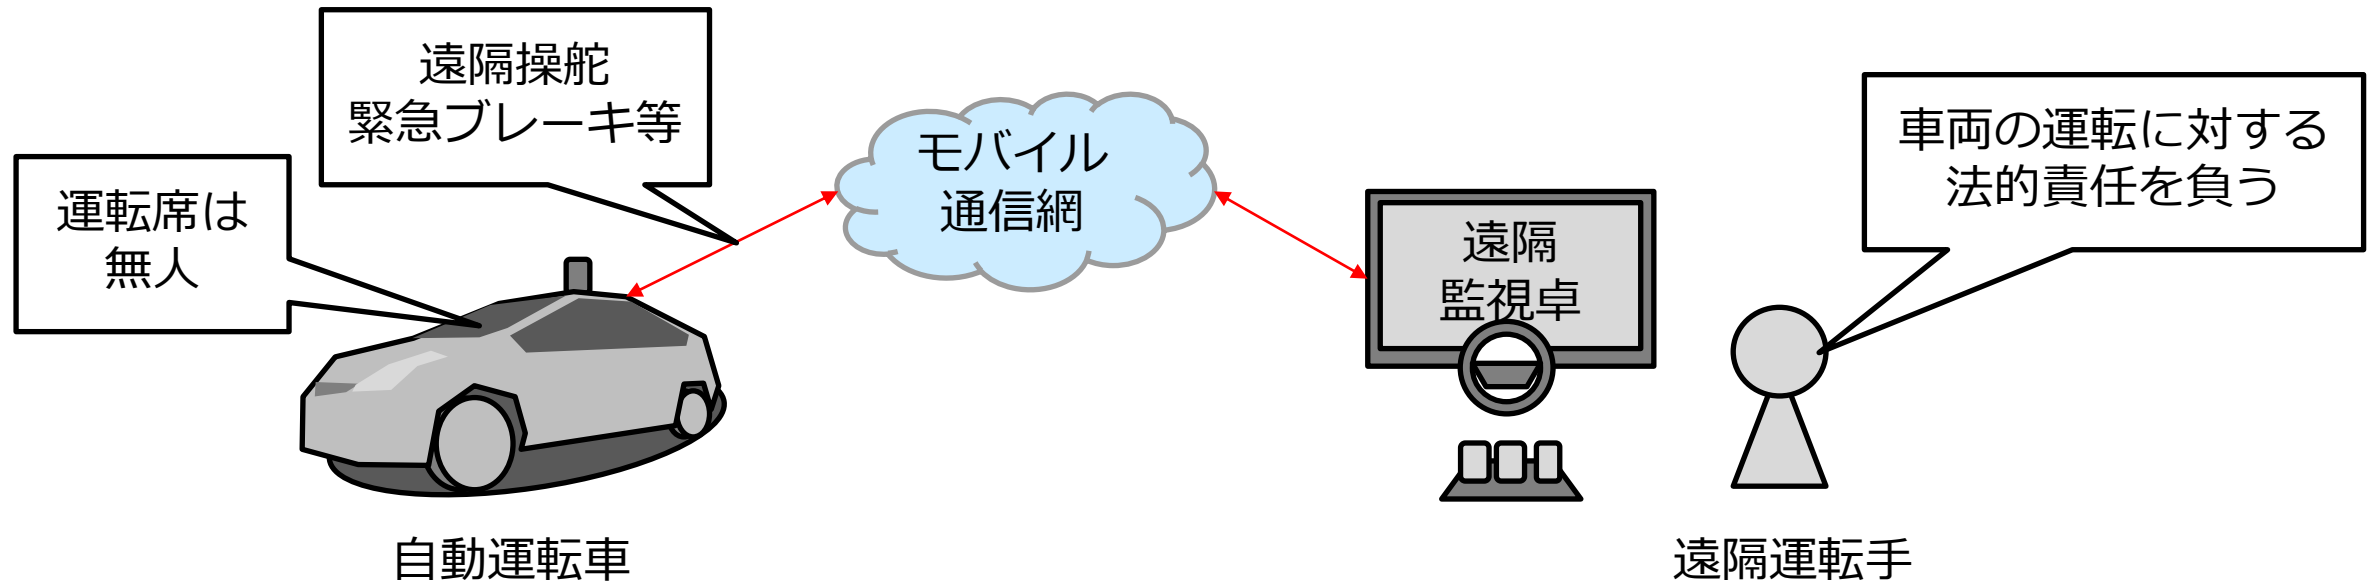 遠隔操舵
緊急ブレーキ等
運転席は
無人
モバイル
通信網
遠隔
監視卓
車両の運転に対する
法的責任を負う
自動運転車
遠隔運転手